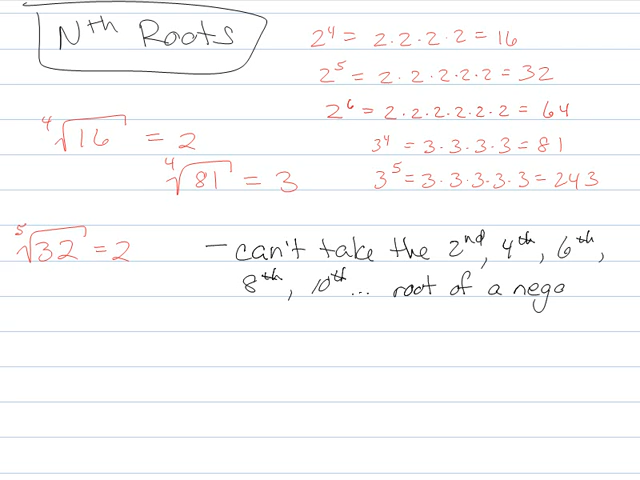 Nth Roots
2^4 = 2·2·2·2 = 16
2^5 = 2·2·2·2·2 = 32
2^6 = 2·2·2·2·2·2 = 64
3^4 = 3·3·3·3 = 81
3^5 = 3·3·3·3·3 = 243
⁴√16 = 2
⁴√81 = 3
⁵√32 = 2
- can't take the 2nd, 4th, 6th,
8th, 10th... root of a nega